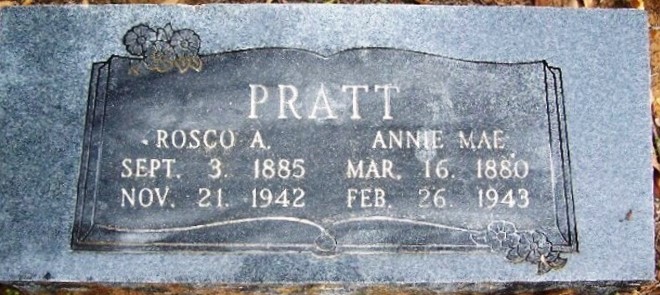 PRATT
ROSCO A. ANNIE MAE
SEPT. 3. 1885 MAR. 16. 1880
NOV. 21. 1942 FEB. 26. 1943